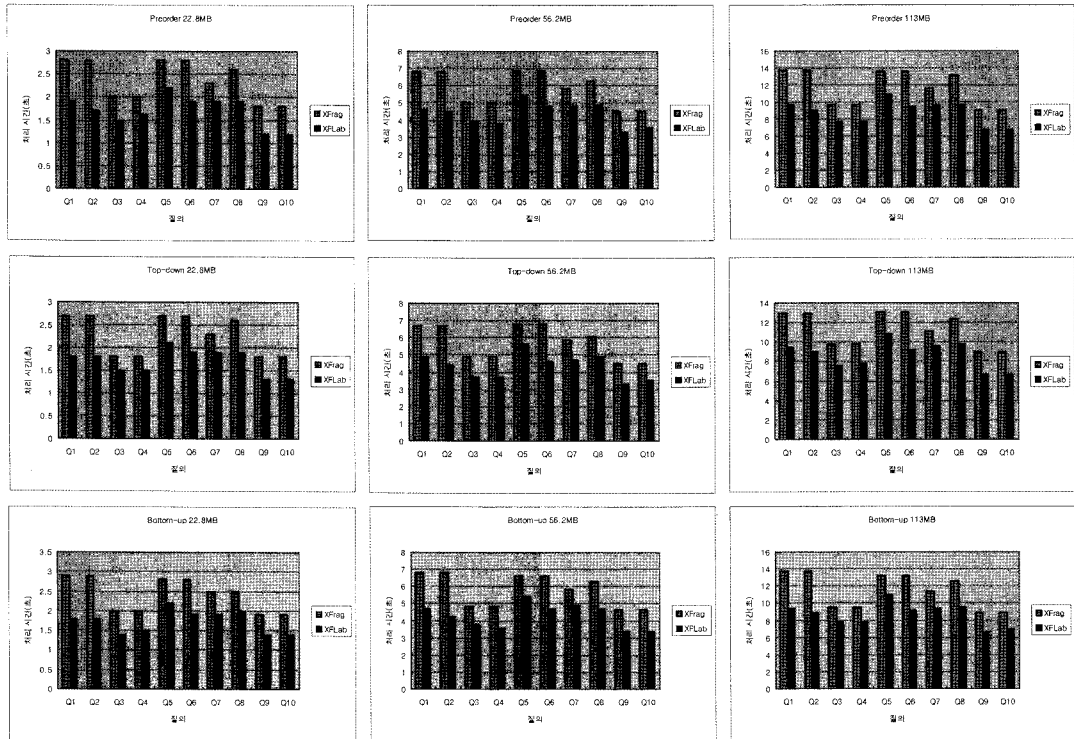 Preorder 22.8MB
3
2.5
2
1.5
1
0.5
0
처리 시간(초)
Q1 Q2 Q3 Q4 Q5 Q6 Q7 Q8 Q9 Q10
질의
XFrag
XFLab
Preorder 56.2MB
8
7
6
5
4
3
2
1
0
처리 시간(초)
Q1 Q2 Q3 Q4 Q5 Q6 Q7 Q8 Q9 Q10
질의
XFrag
XFLab
Preorder 113MB
16
14
12
10
8
6
4
2
0
처리 시간(초)
Q1 Q2 Q3 Q4 Q5 Q6 Q7 Q8 Q9 Q10
질의
XFrag
XFLab
Top-down 22.8MB
3
2.5
2
1.5
1
0.5
0
처리 시간(초)
Q1 Q2 Q3 Q4 Q5 Q6 Q7 Q8 Q9 Q10
질의
XFrag
XFLab
Top-down 56.2MB
8
7
6
5
4
3
2
1
0
처리 시간(초)
Q1 Q2 Q3 Q4 Q5 Q6 Q7 Q8 Q9 Q10
질의
XFrag
XFLab
Top-down 113MB
14
12
10
8
6
4
2
0
처리 시간(초)
Q1 Q2 Q3 Q4 Q5 Q6 Q7 Q8 Q9 Q10
질의
XFrag
XFLab
Bottom-up 22.8MB
3.5
3
2.5
2
1.5
1
0.5
0
처리 시간(초)
Q1 Q2 Q3 Q4 Q5 Q6 Q7 Q8 Q9 Q10
질의
XFrag
XFLab
Bottom-up 56.2MB
8
7
6
5
4
3
2
1
0
처리 시간(초)
Q1 Q2 Q3 Q4 Q5 Q6 Q7 Q8 Q9 Q10
질의
XFrag
XFLab
Bottom-up 113MB
16
14
12
10
8
6
4
2
0
처리 시간(초)
Q1 Q2 Q3 Q4 Q5 Q6 Q7 Q8 Q9 Q10
질의
XFrag
XFLab